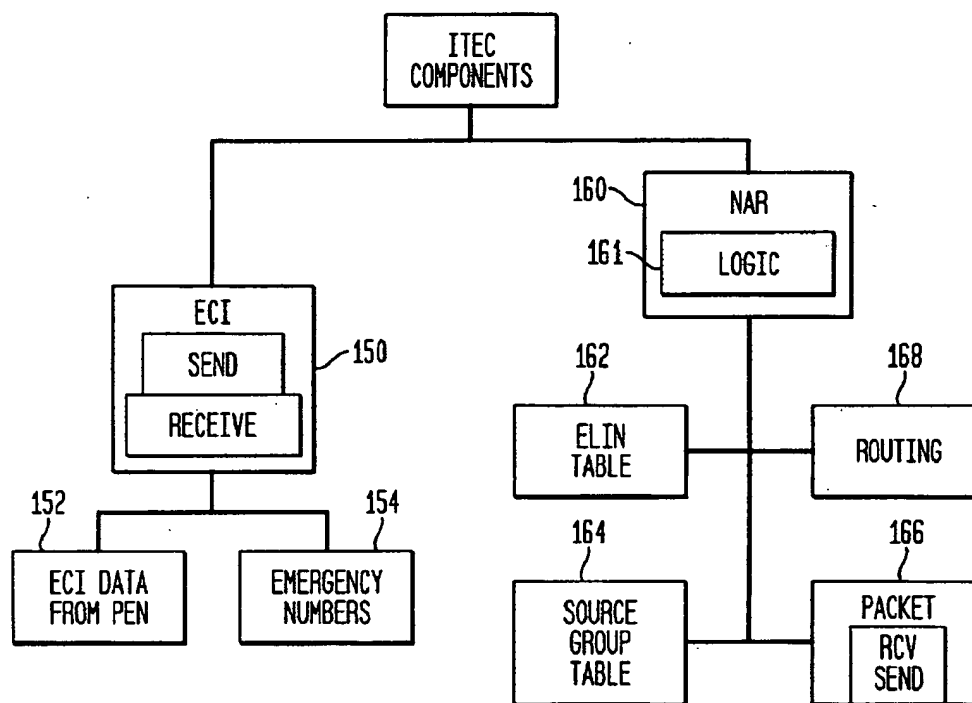 ITEC
COMPONENTS
160
NAR
161
LOGIC
ECI
SEND
RECEIVE
150
162
ELIN
TABLE
168
ROUTING
152
ECI DATA
FROM PEN
154
EMERGENCY
NUMBERS
164
SOURCE
GROUP
TABLE
166
PACKET
RCV
SEND